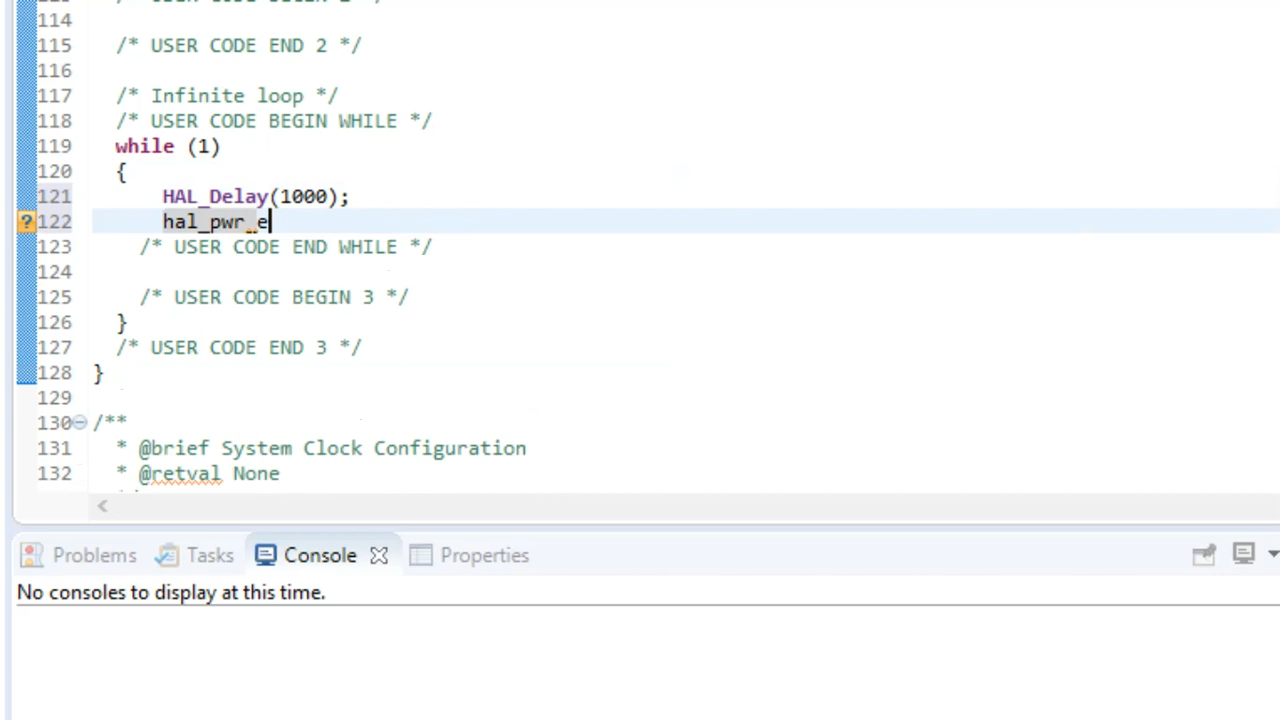 114
115 /* USER CODE END 2 */
116
117 /* Infinite loop */
118 /* USER CODE BEGIN WHILE */
119 while (1)
120 {
121 HAL_Delay(1000);
122 hal_pwr_e
123 /* USER CODE END WHILE */
124
125 /* USER CODE BEGIN 3 */
126 }
127 /* USER CODE END 3 */
128 }
129
130 /**
131 * @brief System Clock Configuration
132 * @retval None
Problems Tasks Console Properties
No consoles to display at this time.